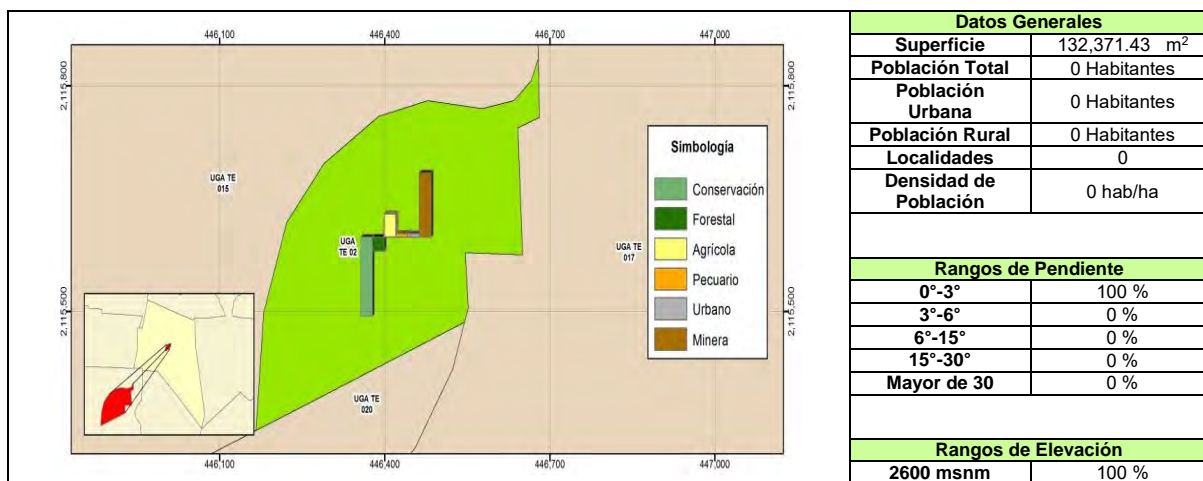 446,100 446,400 446,700 447,000
2,115,800 2,115,800
UGA TE
015
UGA
TE 02
UGA TE
017
UGA TE
020
2,115,500 2,115,500
446,100 446,400 446,700 447,000
Simbología
Conservación
Forestal
Agrícola
Pecuario
Urbano
Minera
Datos Generales
Superficie 132,371.43 m²
Población Total 0 Habitantes
Población
Urbana 0 Habitantes
Población Rural 0 Habitantes
Localidades 0
Densidad de
Población 0 hab/ha
Rangos de Pendiente
0°-3° 100 %
3°-6° 0 %
6°-15° 0 %
15°-30° 0 %
Mayor de 30 0 %
Rangos de Elevación
2600 msnm 100 %